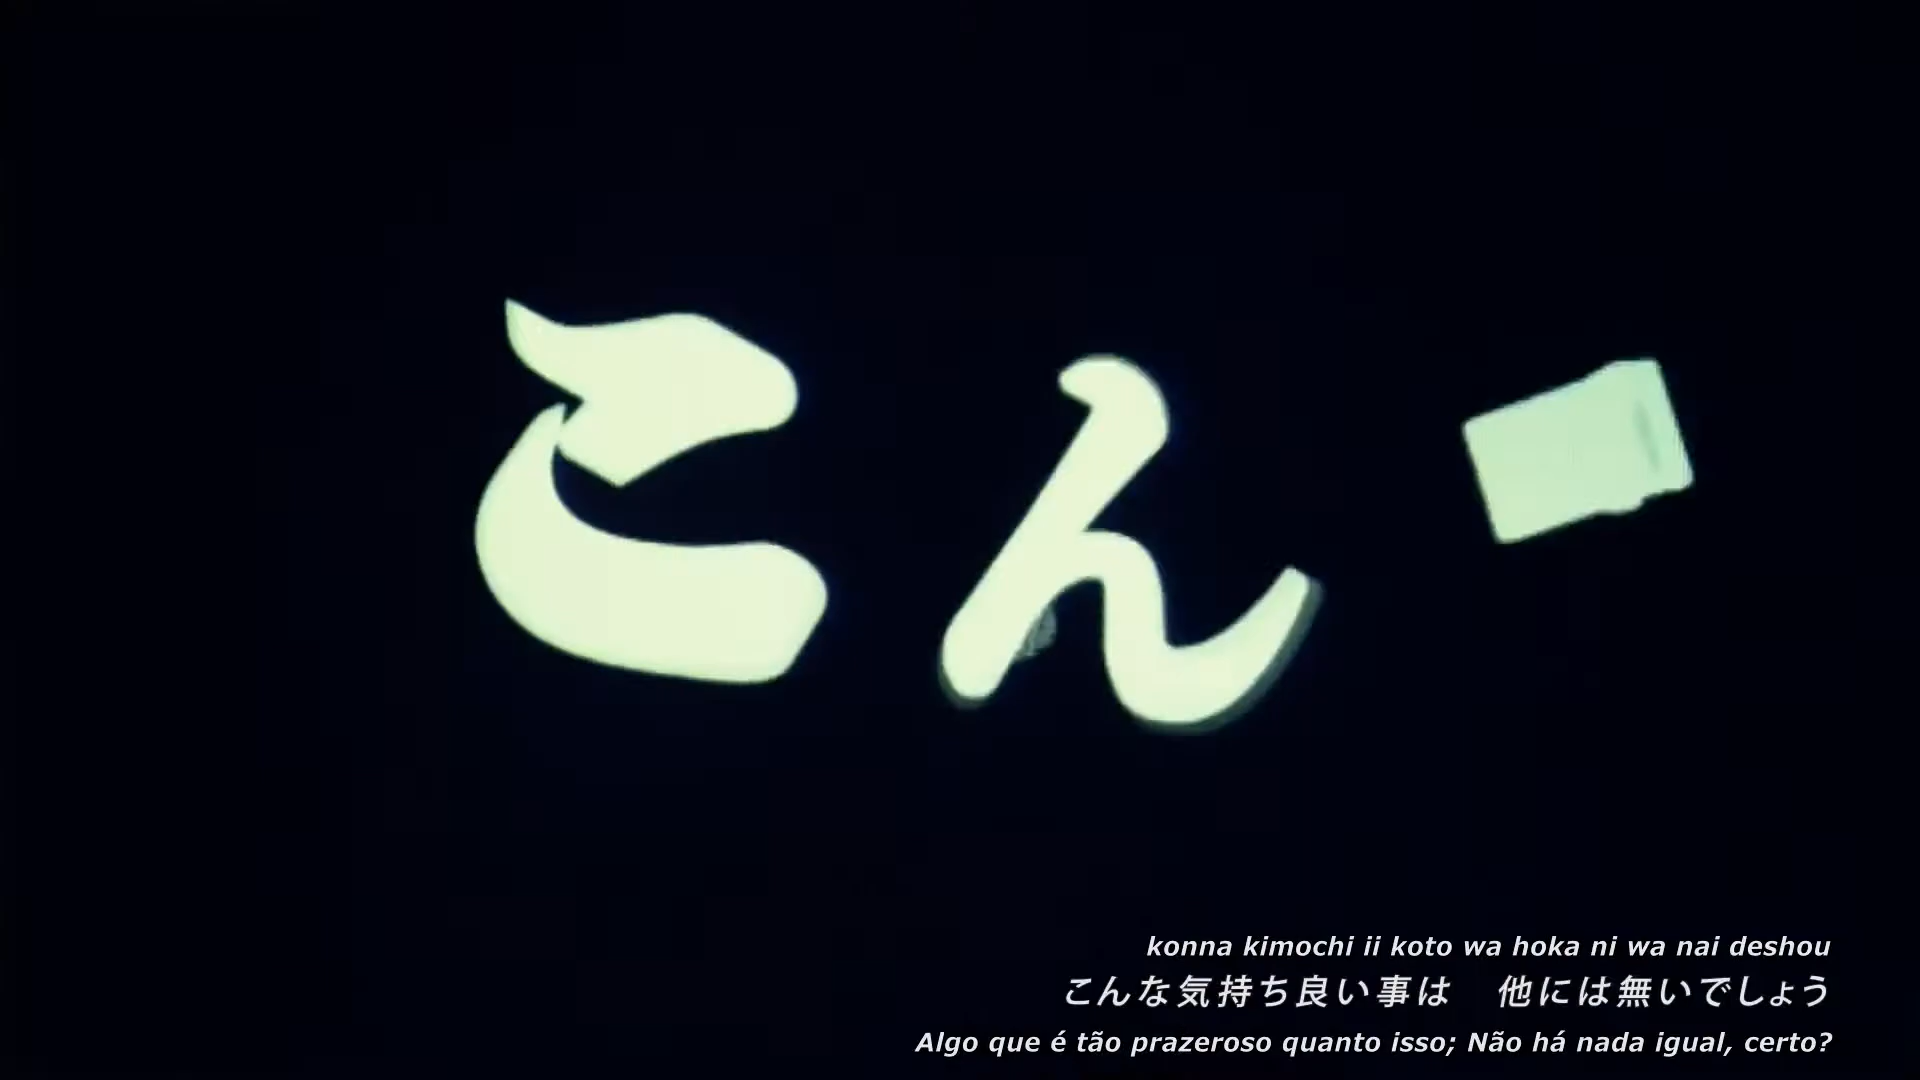 こん
konna kimochi ii koto wa hoka ni wa nai deshou
こんな気持ち良い事は　他には無いでしょう
Algo que é tão prazeroso quanto isso; Não há nada igual, certo?